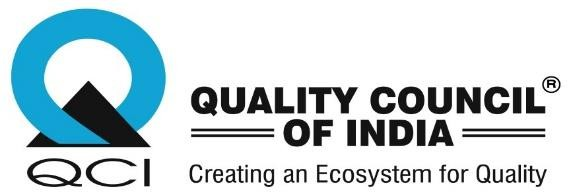 QCI
QUALITY COUNCIL®
OF INDIA
Creating an Ecosystem for Quality